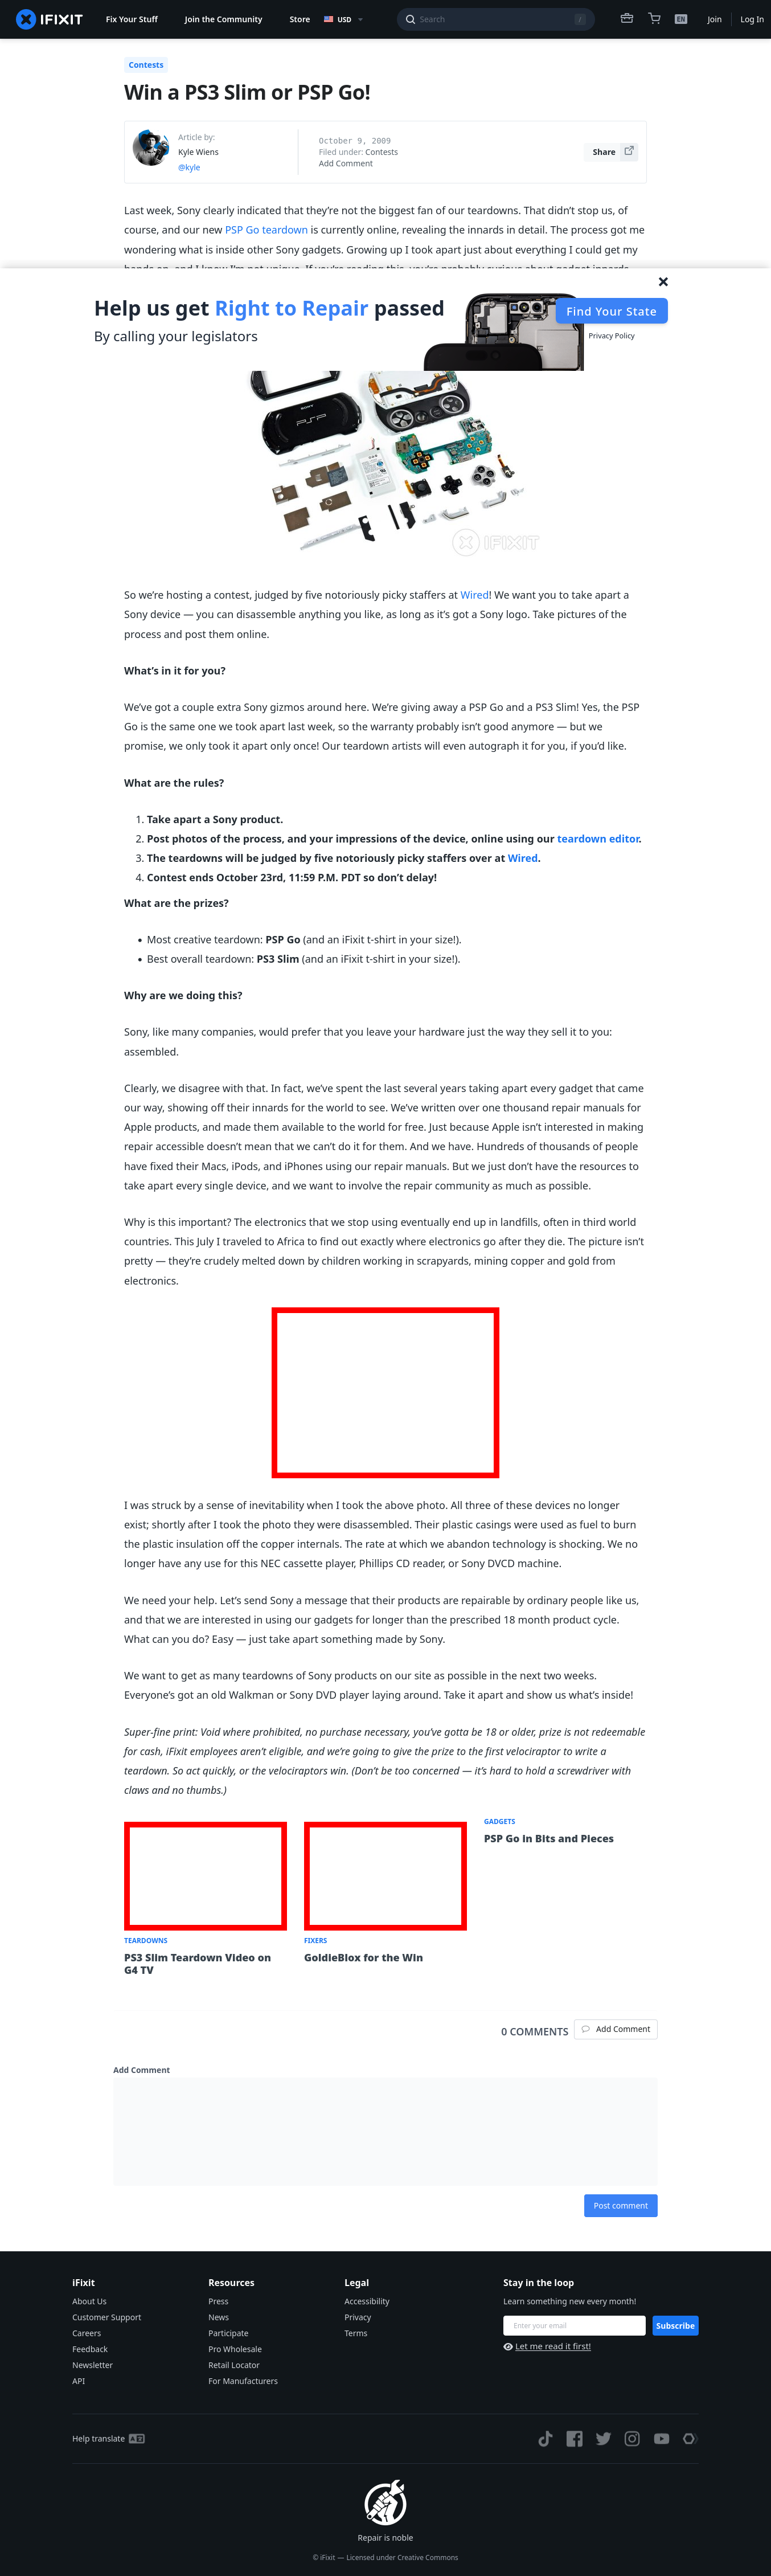 IFIXIT
Fix Your Stuff
Join the Community
Store
USD
Search
/
EN
Join
Log In
Contests
Win a PS3 Slim or PSP Go!
Article by:
Kyle Wiens
@kyle
October 9, 2009
Filed under: Contests
Add Comment
Share
Last week, Sony clearly indicated that they’re not the biggest fan of our teardowns. That didn’t stop us, of
course, and our new PSP Go teardown is currently online, revealing the innards in detail. The process got me
wondering what is inside other Sony gadgets. Growing up I took apart just about everything I could get my
Help us get Right to Repair passed
By calling your legislators
Find Your State
Privacy Policy
SONY
PSP
IFIXIT
So we’re hosting a contest, judged by five notoriously picky staffers at Wired! We want you to take apart a
Sony device — you can disassemble anything you like, as long as it’s got a Sony logo. Take pictures of the
process and post them online.
What’s in it for you?
We’ve got a couple extra Sony gizmos around here. We’re giving away a PSP Go and a PS3 Slim! Yes, the PSP
Go is the same one we took apart last week, so the warranty probably isn’t good anymore — but we
promise, we only took it apart only once! Our teardown artists will even autograph it for you, if you’d like.
What are the rules?
1. Take apart a Sony product.
2. Post photos of the process, and your impressions of the device, online using our teardown editor.
3. The teardowns will be judged by five notoriously picky staffers over at Wired.
4. Contest ends October 23rd, 11:59 P.M. PDT so don’t delay!
What are the prizes?
• Most creative teardown: PSP Go (and an iFixit t-shirt in your size!).
• Best overall teardown: PS3 Slim (and an iFixit t-shirt in your size!).
Why are we doing this?
Sony, like many companies, would prefer that you leave your hardware just the way they sell it to you:
assembled.
Clearly, we disagree with that. In fact, we’ve spent the last several years taking apart every gadget that came
our way, showing off their innards for the world to see. We’ve written over one thousand repair manuals for
Apple products, and made them available to the world for free. Just because Apple isn’t interested in making
repair accessible doesn’t mean that we can’t do it for them. And we have. Hundreds of thousands of people
have fixed their Macs, iPods, and iPhones using our repair manuals. But we just don’t have the resources to
take apart every single device, and we want to involve the repair community as much as possible.
Why is this important? The electronics that we stop using eventually end up in landfills, often in third world
countries. This July I traveled to Africa to find out exactly where electronics go after they die. The picture isn’t
pretty — they’re crudely melted down by children working in scrapyards, mining copper and gold from
electronics.
I was struck by a sense of inevitability when I took the above photo. All three of these devices no longer
exist; shortly after I took the photo they were disassembled. Their plastic casings were used as fuel to burn
the plastic insulation off the copper internals. The rate at which we abandon technology is shocking. We no
longer have any use for this NEC cassette player, Phillips CD reader, or Sony DVCD machine.
We need your help. Let’s send Sony a message that their products are repairable by ordinary people like us,
and that we are interested in using our gadgets for longer than the prescribed 18 month product cycle.
What can you do? Easy — just take apart something made by Sony.
We want to get as many teardowns of Sony products on our site as possible in the next two weeks.
Everyone’s got an old Walkman or Sony DVD player laying around. Take it apart and show us what’s inside!
Super-fine print: Void where prohibited, no purchase necessary, you’ve gotta be 18 or older, prize is not redeemable
for cash, iFixit employees aren’t eligible, and we’re going to give the prize to the first velociraptor to write a
teardown. So act quickly, or the velociraptors win. (Don’t be too concerned — it’s hard to hold a screwdriver with
claws and no thumbs.)
TEARDOWNS
PS3 Slim Teardown Video on
G4 TV
FIXERS
GoldieBlox for the Win
GADGETS
PSP Go in Bits and Pieces
0 COMMENTS
Add Comment
Add Comment
Post comment
iFixit
About Us
Customer Support
Careers
Feedback
Newsletter
API
Resources
Press
News
Participate
Pro Wholesale
Retail Locator
For Manufacturers
Legal
Accessibility
Privacy
Terms
Stay in the loop
Learn something new every month!
Enter your email
Subscribe
Let me read it first!
Help translate
Repair is noble
© iFixit — Licensed under Creative Commons